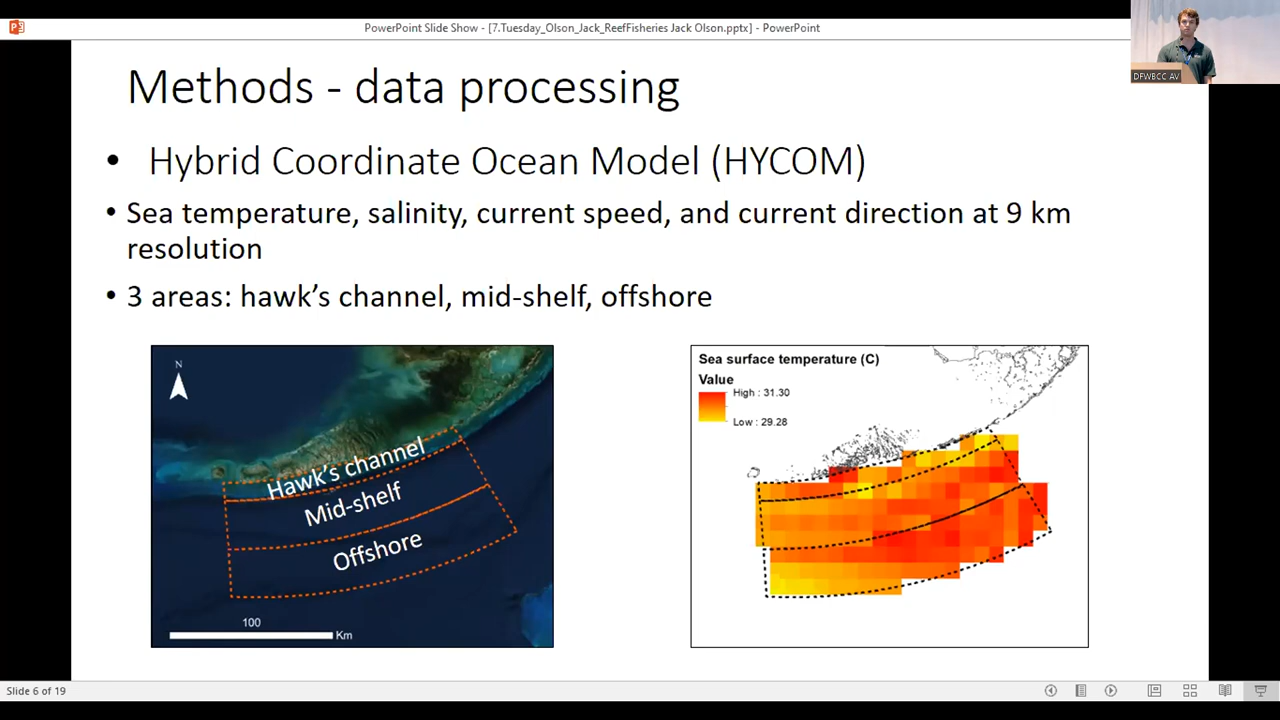 PowerPoint Slide Show - [7.Tuesday_Olson_Jack_ReefFisheries Jack Olson.pptx] - PowerPoint
DFWBCC AV
Methods - data processing
• Hybrid Coordinate Ocean Model (HYCOM)
• Sea temperature, salinity, current speed, and current direction at 9 km
resolution
• 3 areas: hawk's channel, mid-shelf, offshore
N
Hawk's channel
Mid-shelf
Offshore
100
Km
Sea surface temperature (C)
Value
High : 31.30
Low : 29.28
Slide 6 of 19